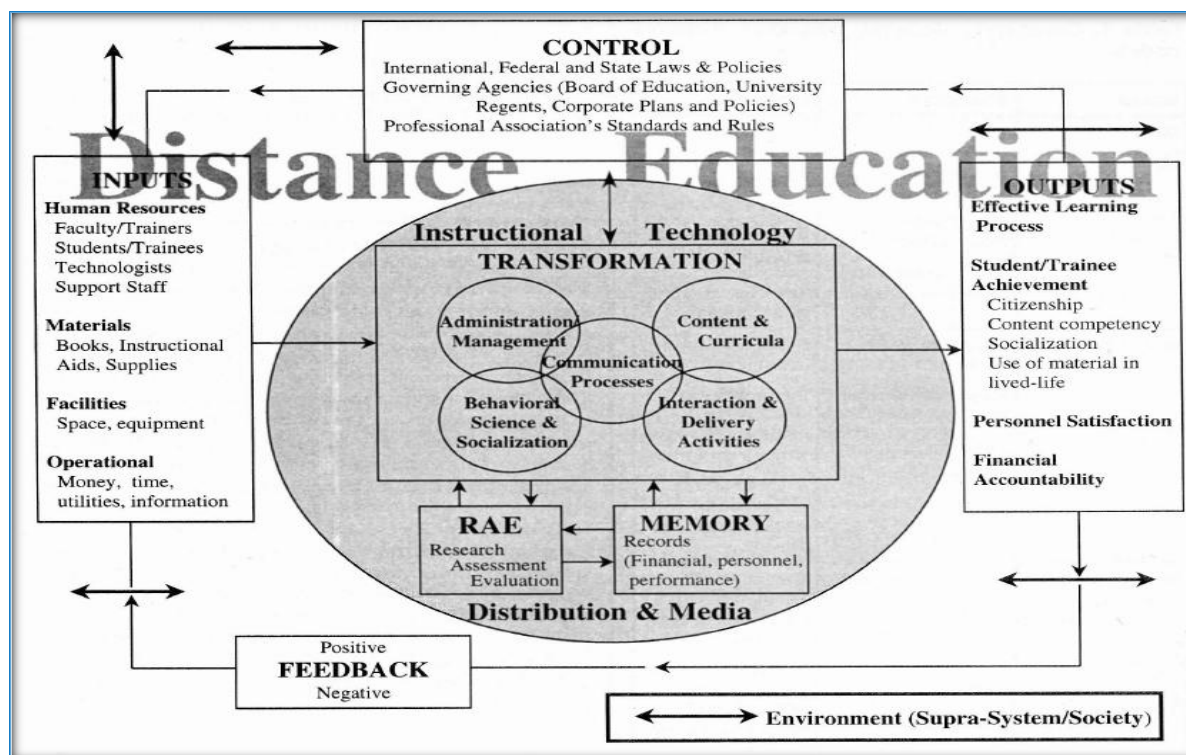 CONTROL
International, Federal and State Laws & Policies
Governing Agencies (Board of Education, University
Regents, Corporate Plans and Policies)
Professional Association's Standards and Rules
Distance Education
INPUTS
Human Resources
Faculty/Trainers
Students/Trainees
Technologists
Support Staff
Materials
Books, Instructional
Aids, Supplies
Facilities
Space, equipment
Operational
Money, time,
utilities, information
Instructional Technology
TRANSFORMATION
Administration/
Management
Content &
Curricula
Communication
Processes
Behavioral
Science &
Socialization
Interaction &
Delivery
Activities
RAE
Research
Assessment
Evaluation
MEMORY
Records
(Financial, personnel,
performance)
Distribution & Media
OUTPUTS
Effective Learning
Process
Student/Trainee
Achievement
Citizenship
Content competency
Socialization
Use of material in
lived-life
Personnel Satisfaction
Financial
Accountability
Positive
FEEDBACK
Negative
Environment (Supra-System/Society)